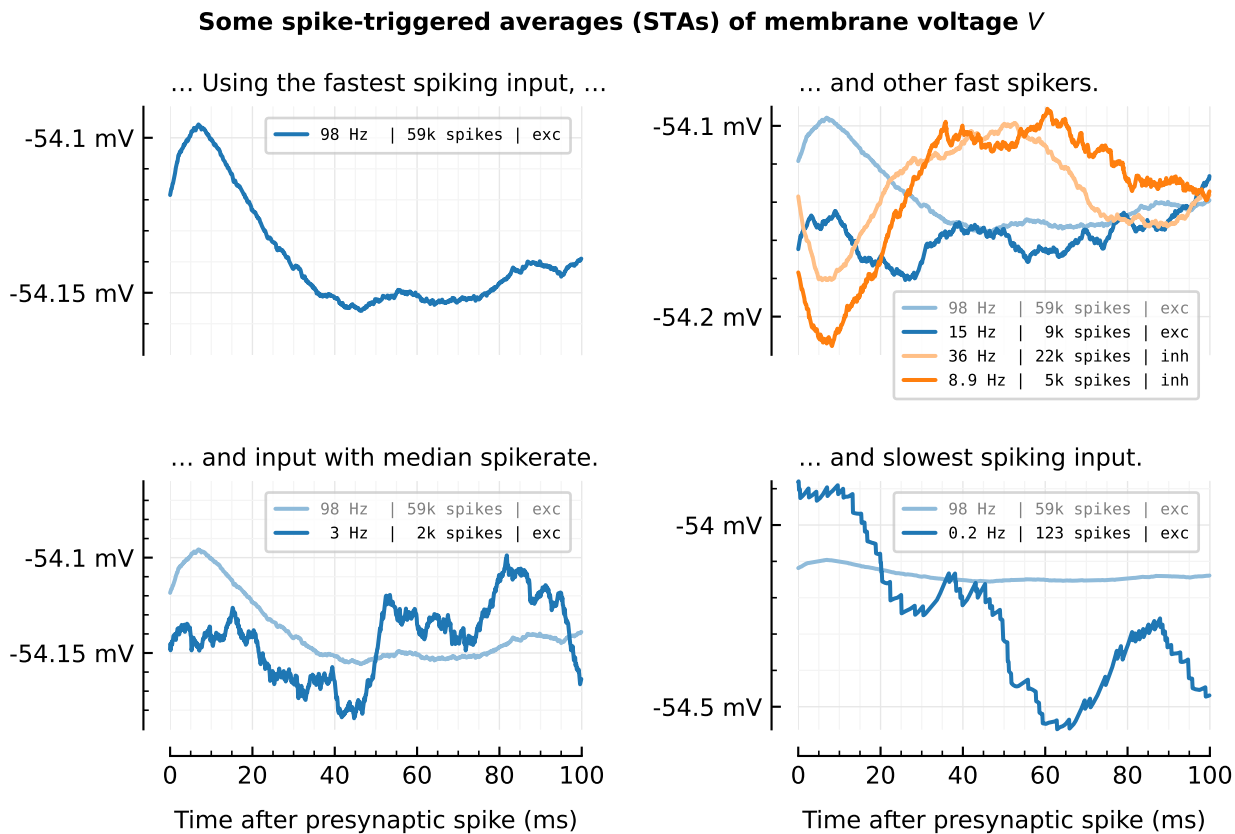 Some spike-triggered averages (STAs) of membrane voltage V
... Using the fastest spiking input, ...
-54.1 mV
-54.15 mV
98 Hz | 59k spikes | exc
... and other fast spikers.
-54.1 mV
-54.2 mV
98 Hz | 59k spikes | exc
15 Hz | 9k spikes | exc
36 Hz | 22k spikes | inh
8.9 Hz | 5k spikes | inh
... and input with median spikerate.
-54.1 mV
-54.15 mV
98 Hz | 59k spikes | exc
3 Hz | 2k spikes | exc
0 20 40 60 80 100
Time after presynaptic spike (ms)
... and slowest spiking input.
-54 mV
-54.5 mV
98 Hz | 59k spikes | exc
0.2 Hz | 123 spikes | exc
0 20 40 60 80 100
Time after presynaptic spike (ms)